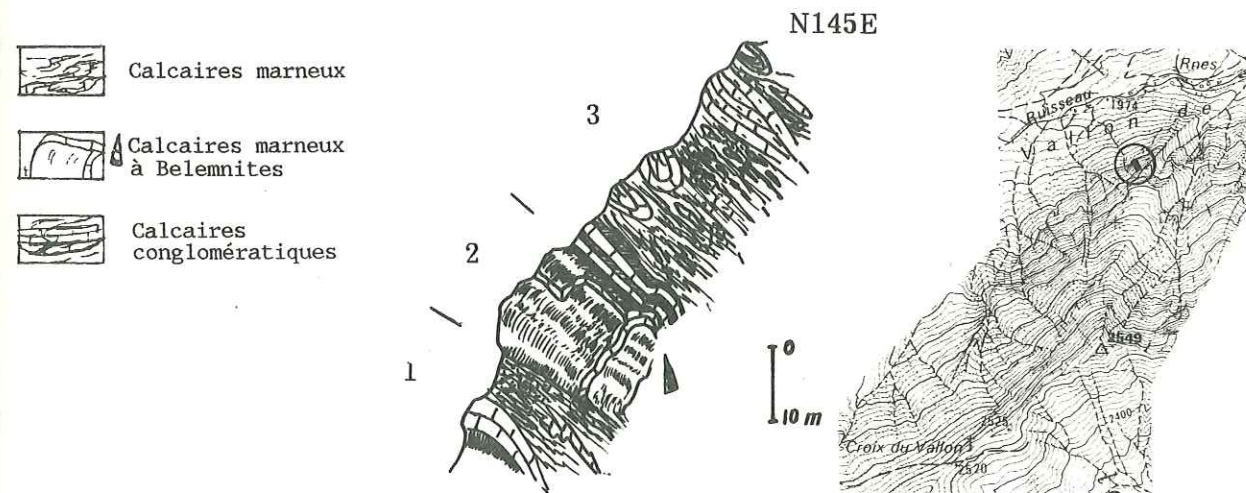 N145E
Calcaires marneux
Calcaires marneux
à Belemnites
Calcaires
conglomératiques
3
2
1
0
10 m
Rnes
Ruisseau
1974
Vallon de
2549
2525
2400
Croix du Vallon
2570